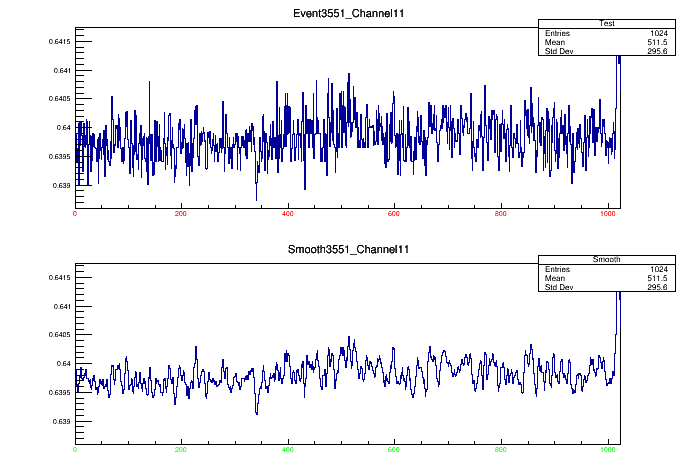 Event3551_Channel11
Test
Entries 1024
Mean 511.5
Std Dev 295.6
0.6415
0.641
0.6405
0.64
0.6395
0.639
0 200 400 600 800 1000
Smooth3551_Channel11
Smooth
Entries 1024
Mean 511.5
Std Dev 295.6
0.6415
0.641
0.6405
0.64
0.6395
0.639
0 200 400 600 800 1000